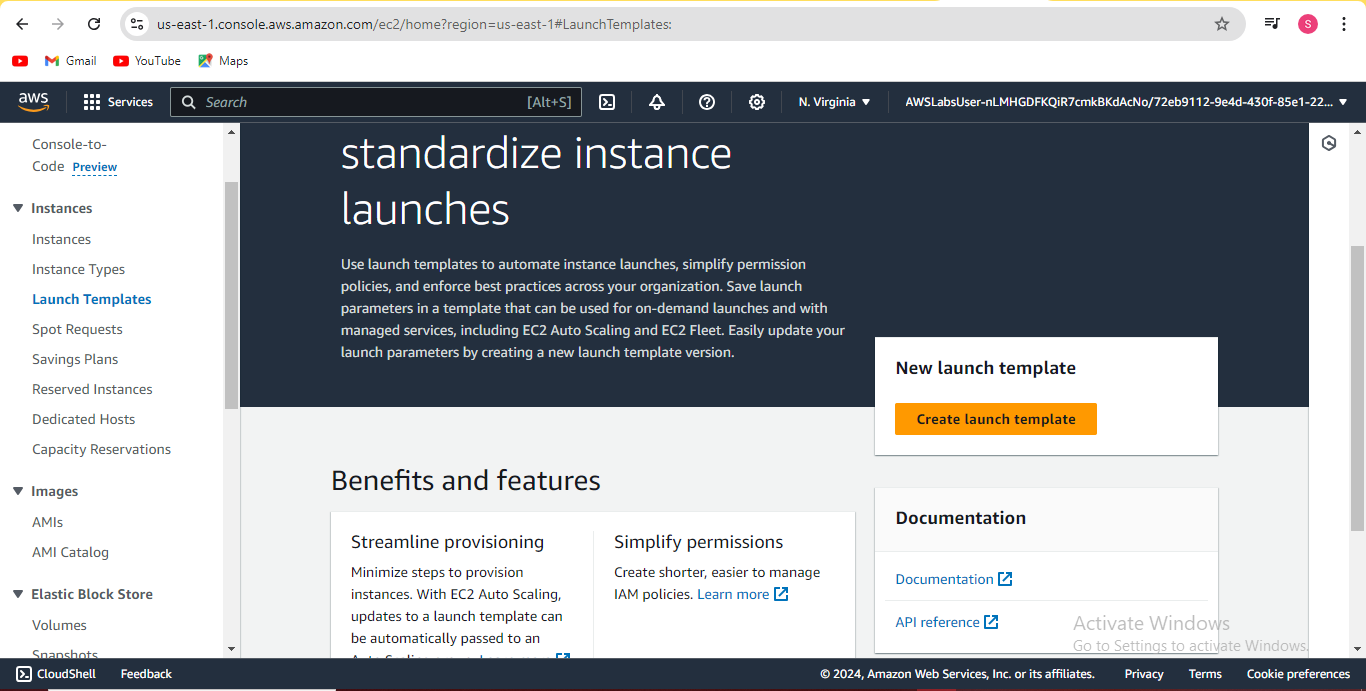 us-east-1.console.aws.amazon.com/ec2/home?region=us-east-1#LaunchTemplates:
S
Gmail
YouTube
Maps
aws
Services
Search
[Alt+S]
N. Virginia
AWSLabsUser-nLMHGDFKQiR7cmkBKdAcNo/72eb9112-9e4d-430f-85e1-22...
Console-to-
Code Preview
Instances
Instances
Instance Types
Launch Templates
Spot Requests
Savings Plans
Reserved Instances
Dedicated Hosts
Capacity Reservations
Images
AMIs
AMI Catalog
Elastic Block Store
Volumes
Snapshots
standardize instance
launches
Use launch templates to automate instance launches, simplify permission
policies, and enforce best practices across your organization. Save launch
parameters in a template that can be used for on-demand launches and with
managed services, including EC2 Auto Scaling and EC2 Fleet. Easily update your
launch parameters by creating a new launch template version.
New launch template
Create launch template
Benefits and features
Streamline provisioning
Minimize steps to provision
instances. With EC2 Auto Scaling,
updates to a launch template can
be automatically passed to an
Simplify permissions
Create shorter, easier to manage
IAM policies. Learn more
Documentation
Documentation
API reference
Activate Windows
Go to Settings to activate Windows.
CloudShell
Feedback
© 2024, Amazon Web Services, Inc. or its affiliates.
Privacy
Terms
Cookie preferences